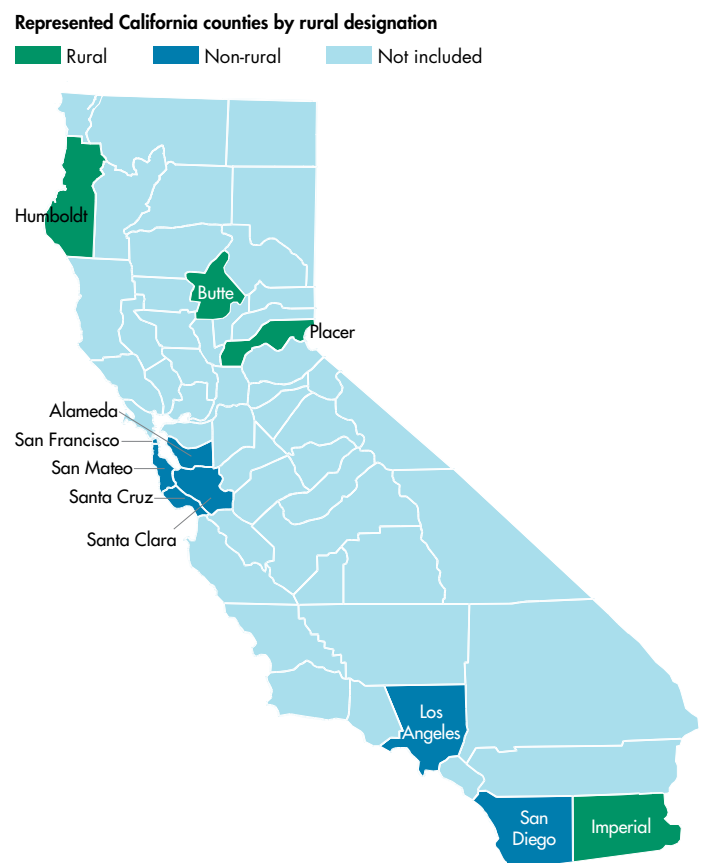 Represented California counties by rural designation
Rural Non-rural Not included
Humboldt
Butte
Placer
Alameda
San Francisco
San Mateo
Santa Cruz
Santa Clara
Los
Angeles
San
Diego
Imperial